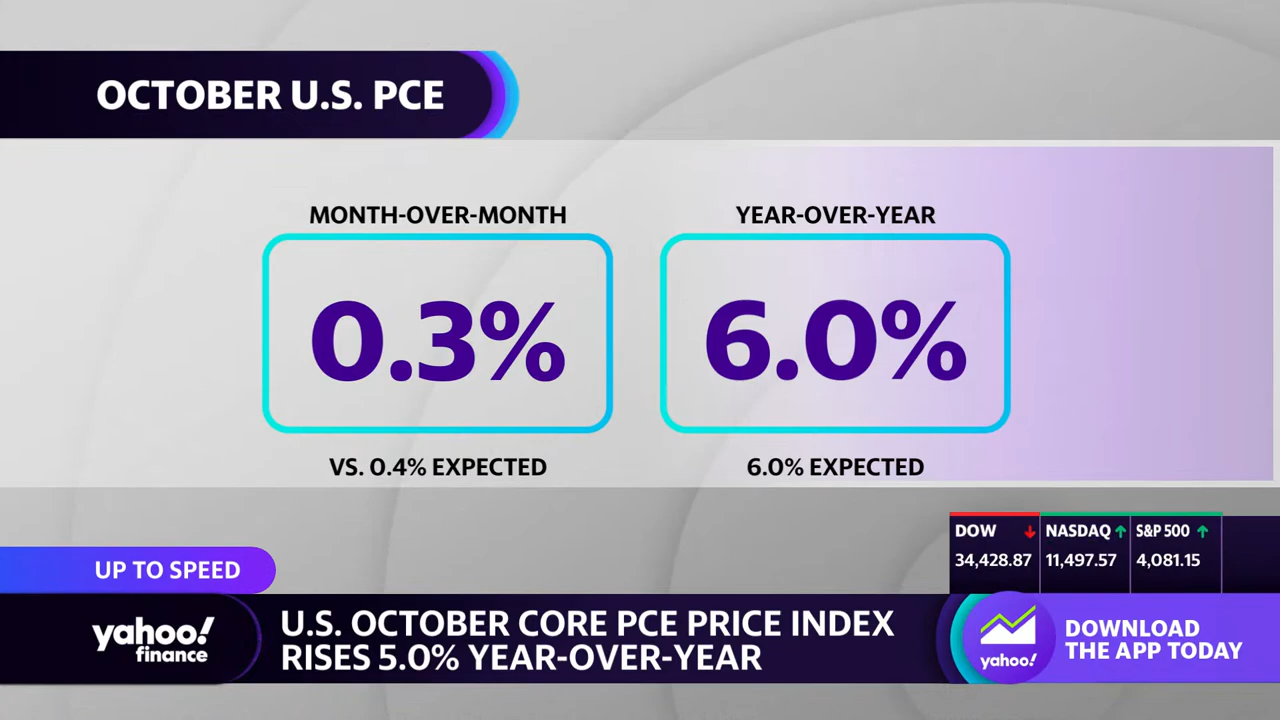 OCTOBER U.S. PCE
MONTH-OVER-MONTH
0.3%
VS. 0.4% EXPECTED
YEAR-OVER-YEAR
6.0%
6.0% EXPECTED
DOW
34,428.87
NASDAQ
11,497.57
S&P 500
4,081.15
UP TO SPEED
yahoo!
finance
U.S. OCTOBER CORE PCE PRICE INDEX
RISES 5.0% YEAR-OVER-YEAR
yahoo!
DOWNLOAD
THE APP TODAY